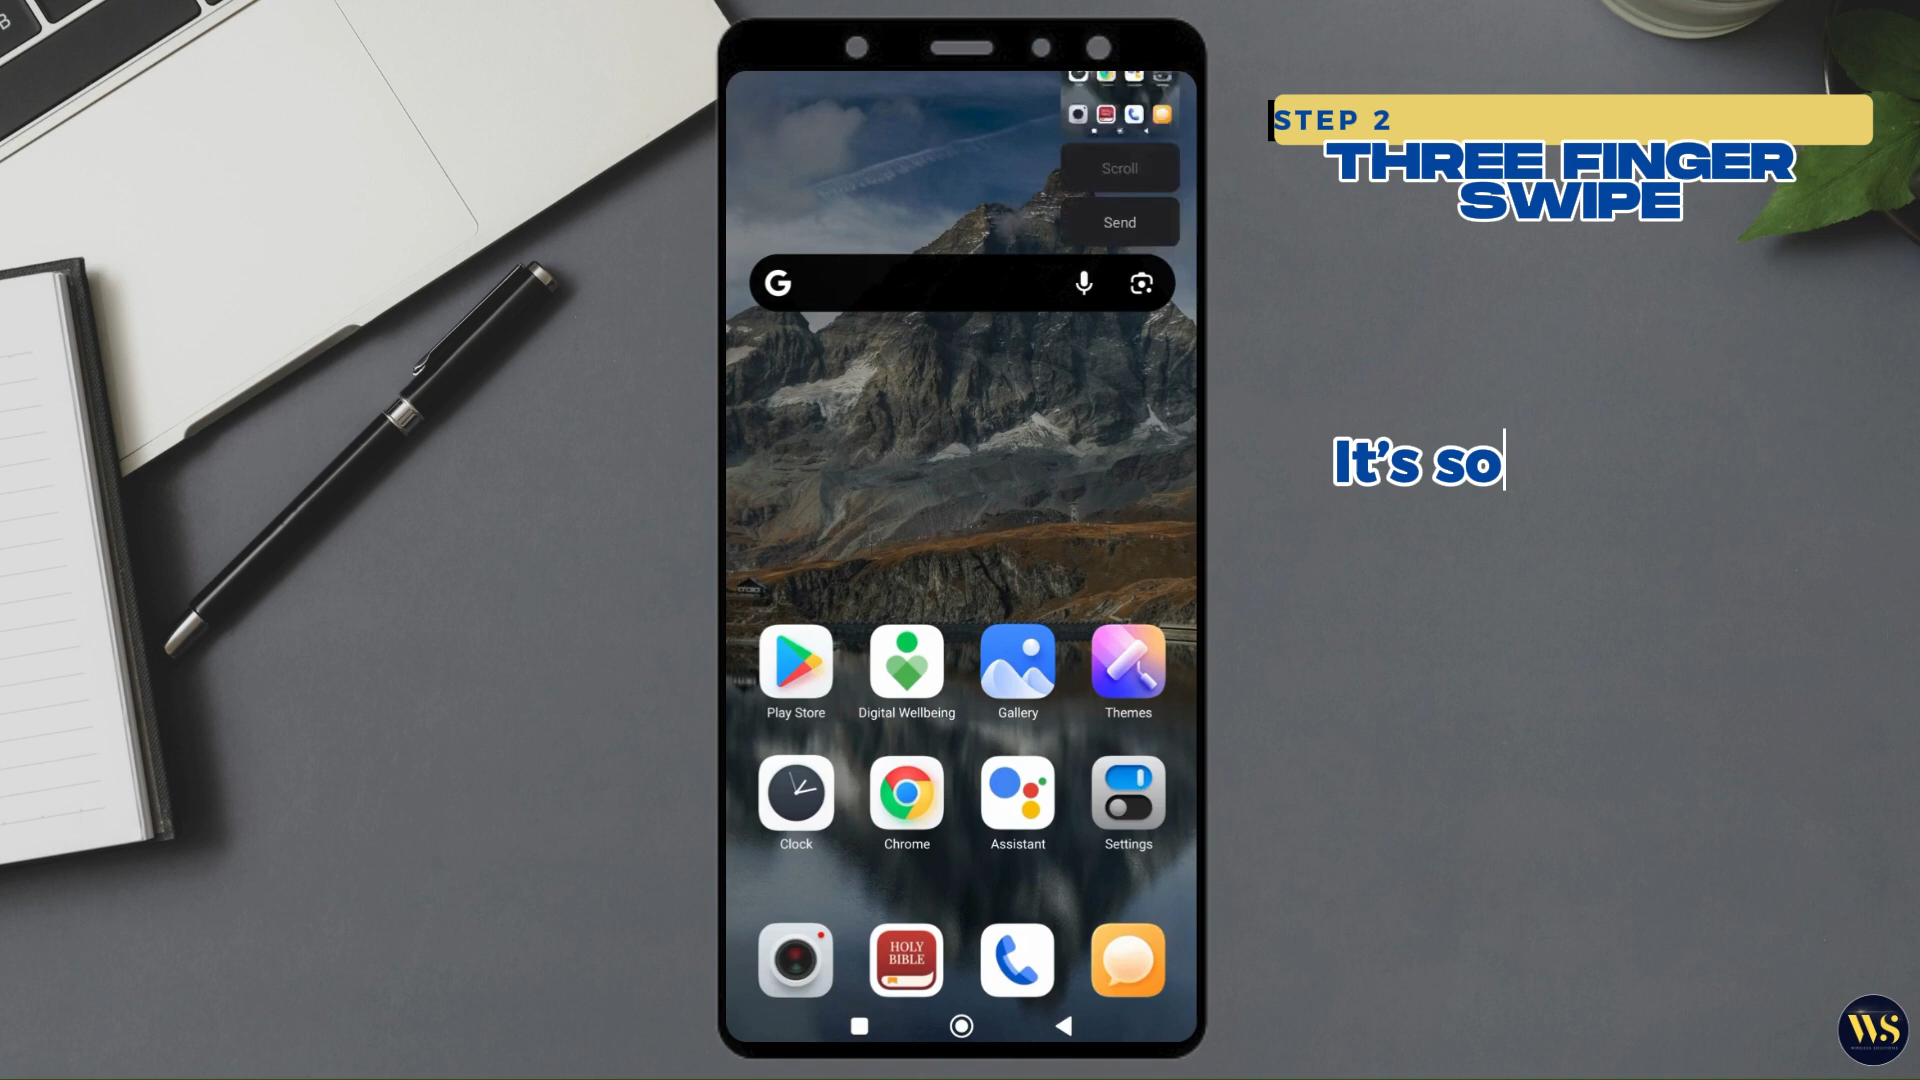 B
STEP 2
THREE FINGER
SWIPE
Scroll
Send
G
It's so
Play Store
Digital Wellbeing
Gallery
Themes
Clock
Chrome
Assistant
Settings
HOLY
BIBLE
WS